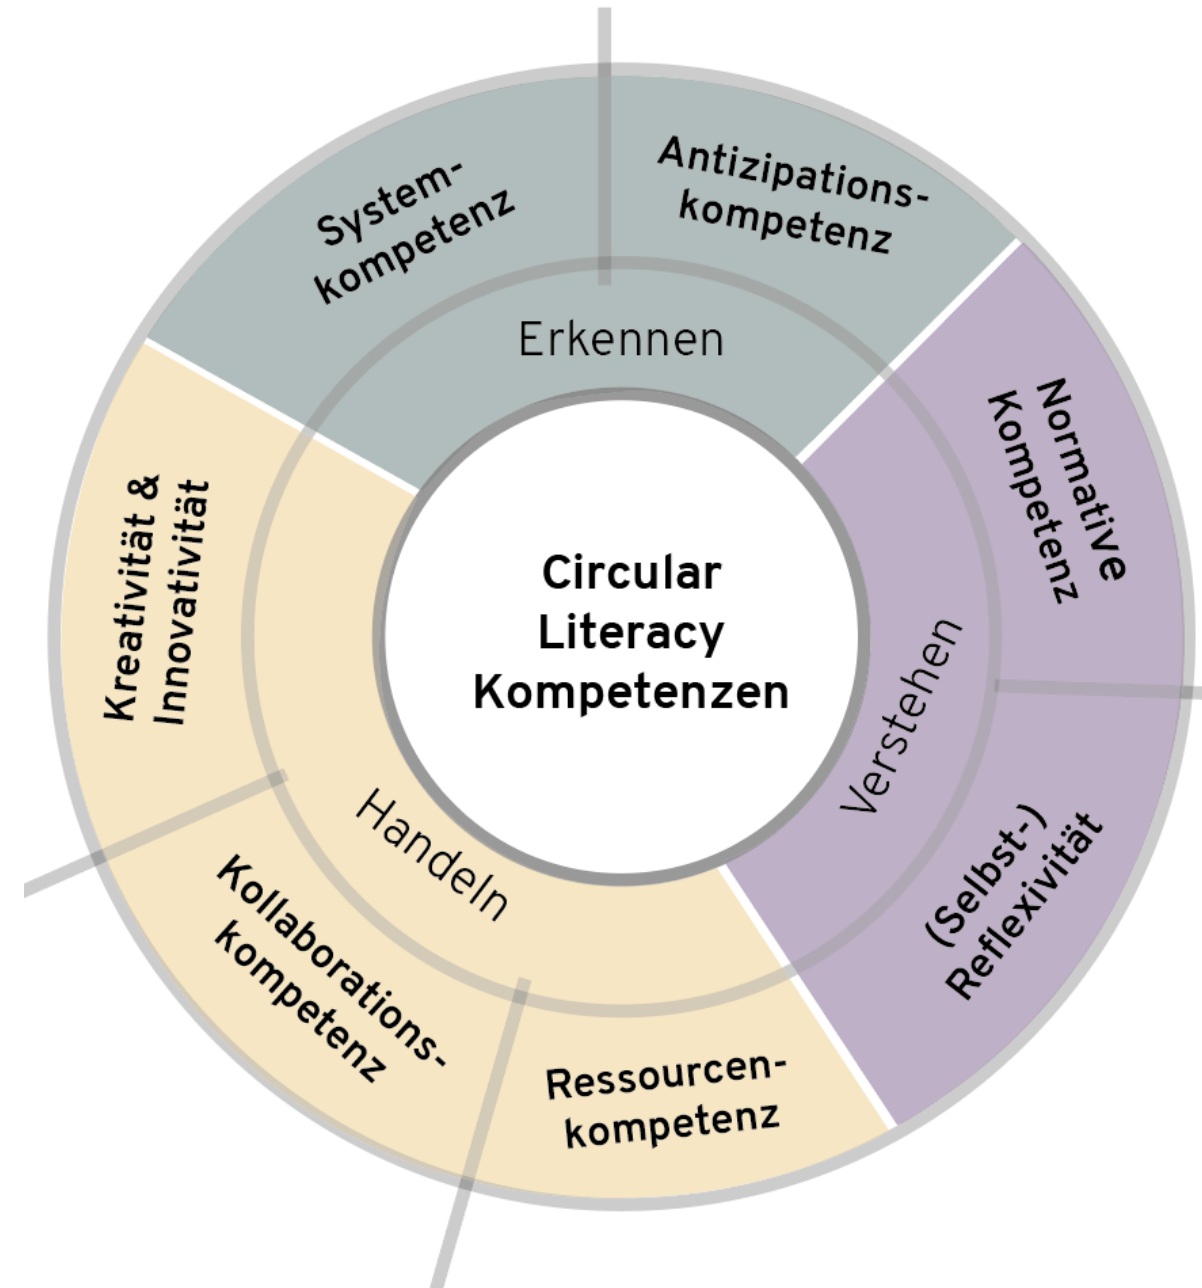 System-
kompetenz
Antizipations-
kompetenz
Erkennen
Normative
Kompetenz
Verstehen
(Selbst-)
Reflexivität
Circular
Literacy
Kompetenzen
Kreativität &
Innovativität
Handeln
Kollaborations-
kompetenz
Ressourcen-
kompetenz